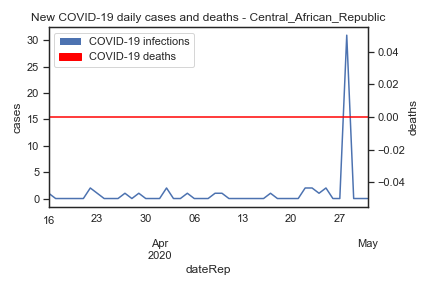 New COVID-19 daily cases and deaths - Central_African_Republic
COVID-19 infections
COVID-19 deaths
cases
30
25
20
15
10
5
0
0.04
0.02
0.00
−0.02
−0.04
deaths
16 23 30 06 13 20 27
Apr May
2020
dateRep